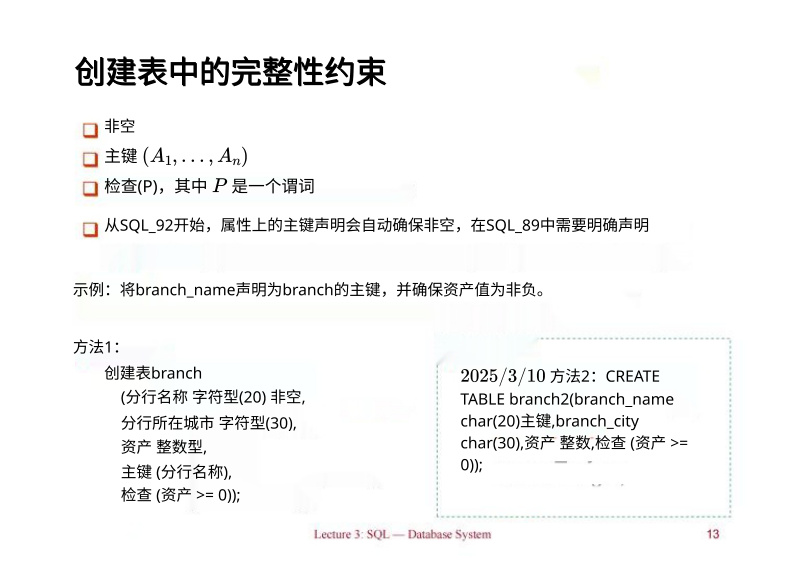 创建表中的完整性约束
非空
主键 (A₁, . . . , Aₙ)
检查(P)，其中 P 是一个谓词
从SQL_92开始，属性上的主键声明会自动确保非空，在SQL_89中需要明确声明
示例：将branch_name声明为branch的主键，并确保资产值为非负。
方法1：
创建表branch
(分行名称 字符型(20) 非空,
分行所在城市 字符型(30),
资产 整数型,
主键 (分行名称),
检查 (资产 >= 0));
2025/3/10 方法2：CREATE
TABLE branch2(branch_name
char(20)主键,branch_city
char(30),资产 整数,检查 (资产 >=
0));
Lecture 3: SQL — Database System
13